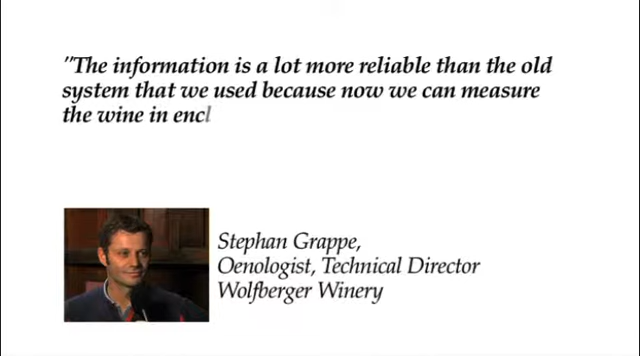 "The information is a lot more reliable than the old
system that we used because now we can measure
the wine in encl
Stephan Grappe,
Oenologist, Technical Director
Wolfberger Winery